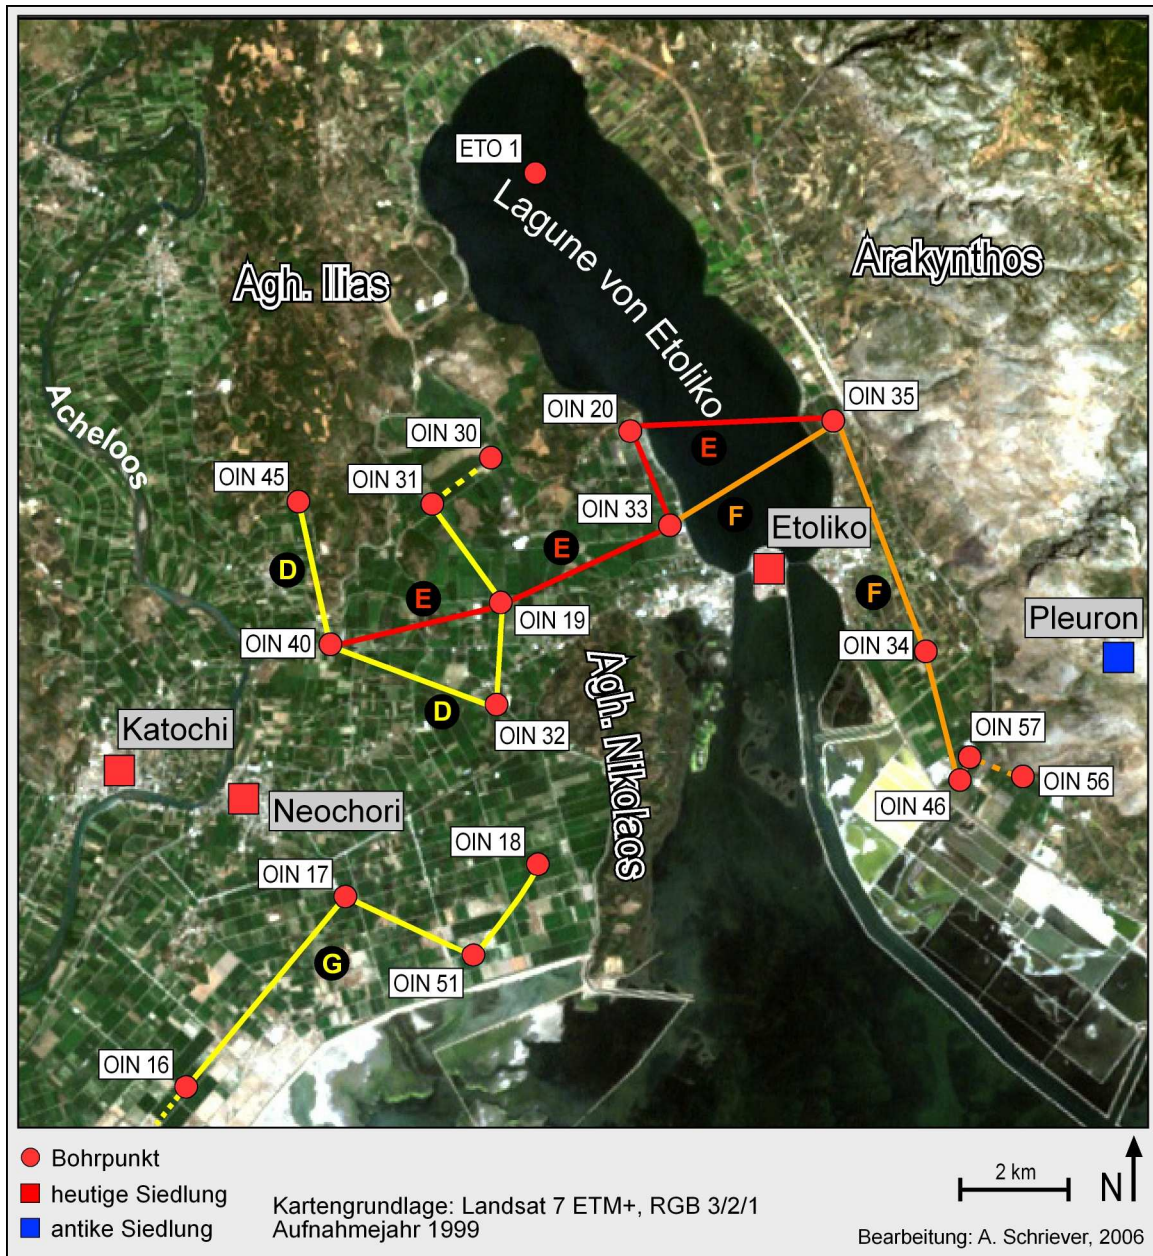 ETO 1
Lagune von Etoliko
Arakynthos
Agh. Ilias
Acheloos
OIN 20
OIN 35
OIN 30
E
OIN 45
OIN 31
OIN 33
F
Etoliko
E
D
E
F
OIN 19
Pleuron
OIN 40
OIN 34
Agh. Nikolaos
D
OIN 32
Katochi
OIN 57
OIN 56
OIN 46
Neochori
OIN 18
OIN 17
G
OIN 51
OIN 16
Bohrpunkt
heutige Siedlung
antike Siedlung
Kartengrundlage: Landsat 7 ETM+, RGB 3/2/1
Aufnahmejahr 1999
2 km
N
Bearbeitung: A. Schriever, 2006